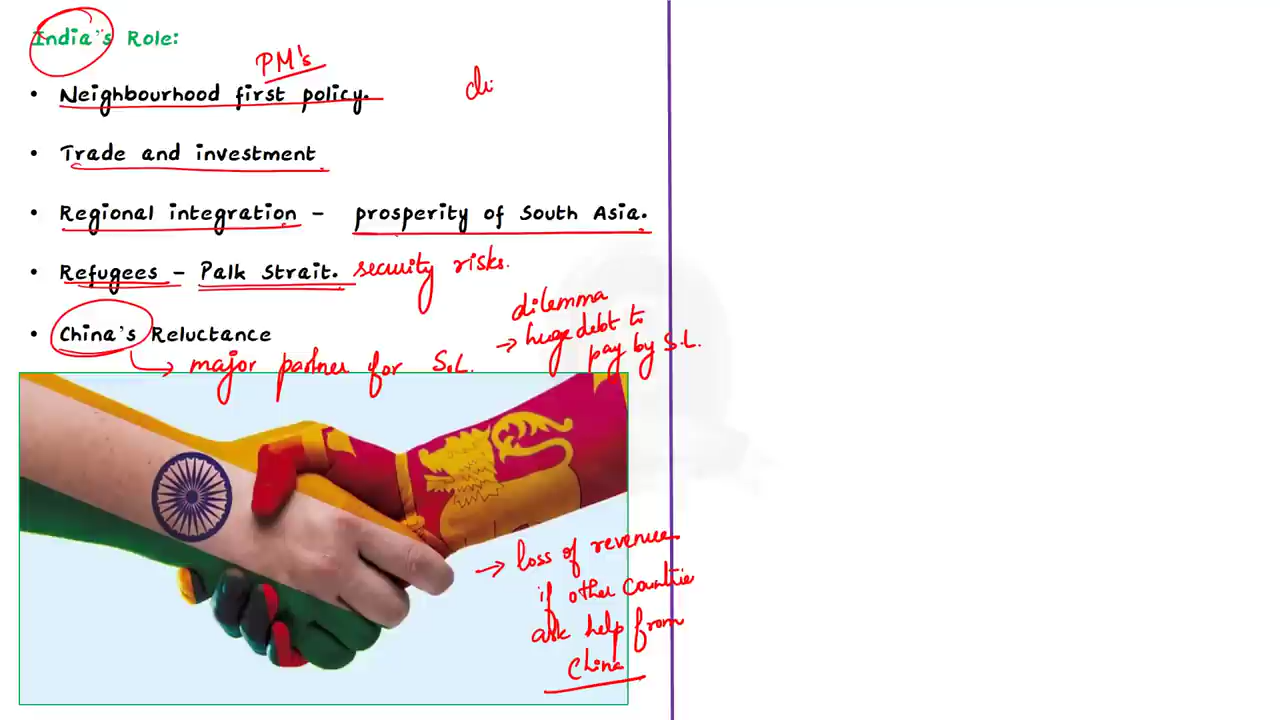 India's Role:
PM's
• Neighbourhood first policy.
di
• Trade and investment
• Regional integration - prosperity of South Asia.
• Refugees - Palk Strait. security risks.
• China's Reluctance
→ major partner for S.L.
dilemma
→ huge debt to
pay by S.L.
→ loss of revenue
if other countrie
ask help from
China